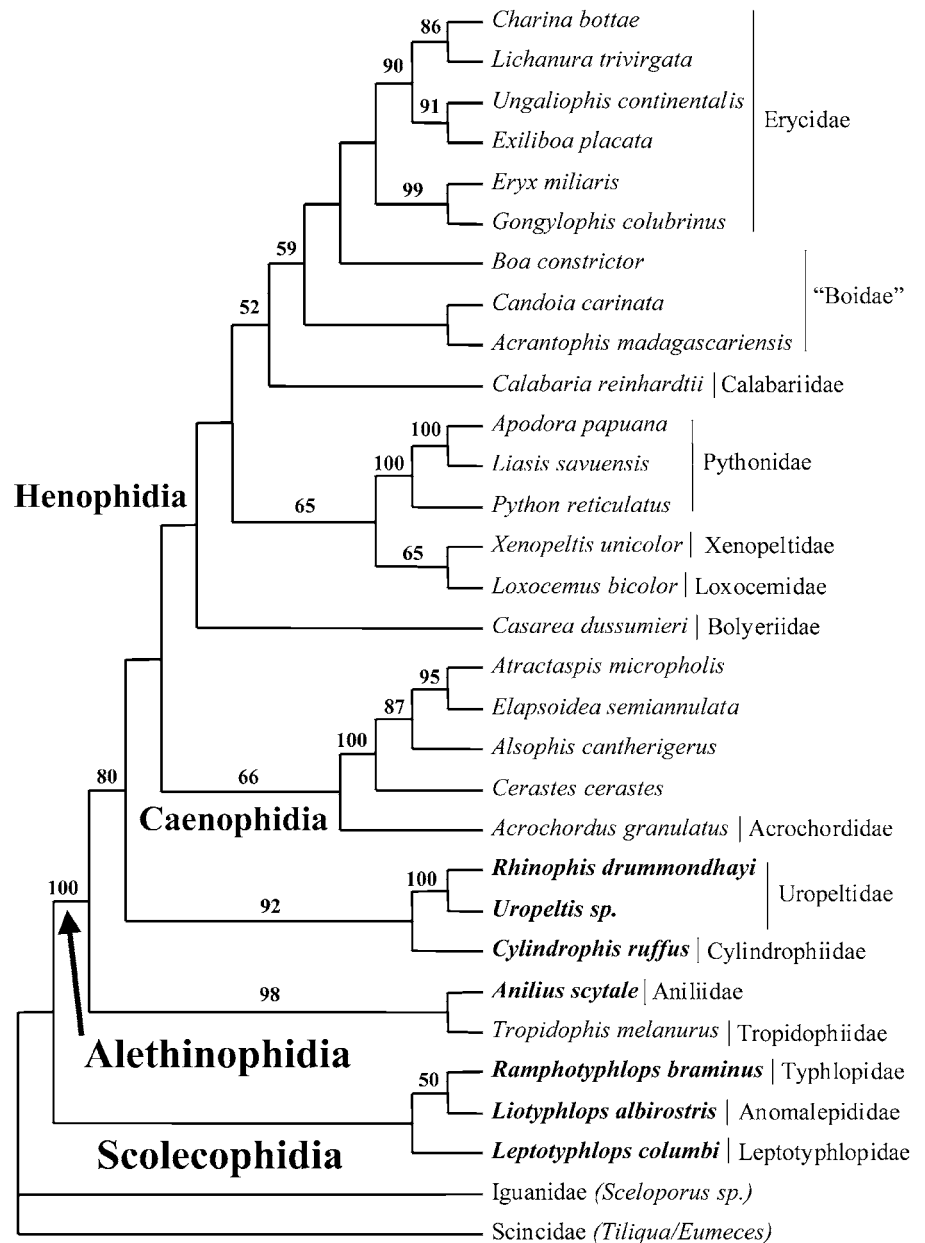 86
Charina bottae
Lichanura trivirgata
90
91
Ungaliophis continentalis
Exiliboa placata
Erycidae
99
Eryx miliaris
Gongylophis colubrinus
59
Boa constrictor
Candoia carinata
"Boidae"
Acrantophis madagascariensis
52
Calabaria reinhardtii | Calabariidae
100
Apodora papuana
100
Liasis savuensis
Pythonidae
Python reticulatus
Henophidia
65
65
Xenopeltis unicolor | Xenopeltidae
Loxocemus bicolor | Loxocemidae
Casarea dussumieri | Bolyeriidae
95
Atractaspis micropholis
Elapsoidea semiannulata
87
Alsophis cantherigerus
100
Cerastes cerastes
80
66
Caenophidia
Acrochordus granulatus | Acrochordidae
100
100
Rhinophis drummondhayi
Uropeltis sp.
Uropeltidae
92
Cylindrophis ruffus | Cylindrophiidae
98
Anilius scytale | Aniliidae
Tropidophis melanurus | Tropidophiidae
Alethinophidia
50
Ramphotyphlops braminus | Typhlopidae
Liotyphlops albirostris | Anomalepididae
Scolecophidia
Leptotyphlops columbi | Leptotyphlopidae
Iguanidae (Sceloporus sp.)
Scincidae (Tiliqua/Eumeces)